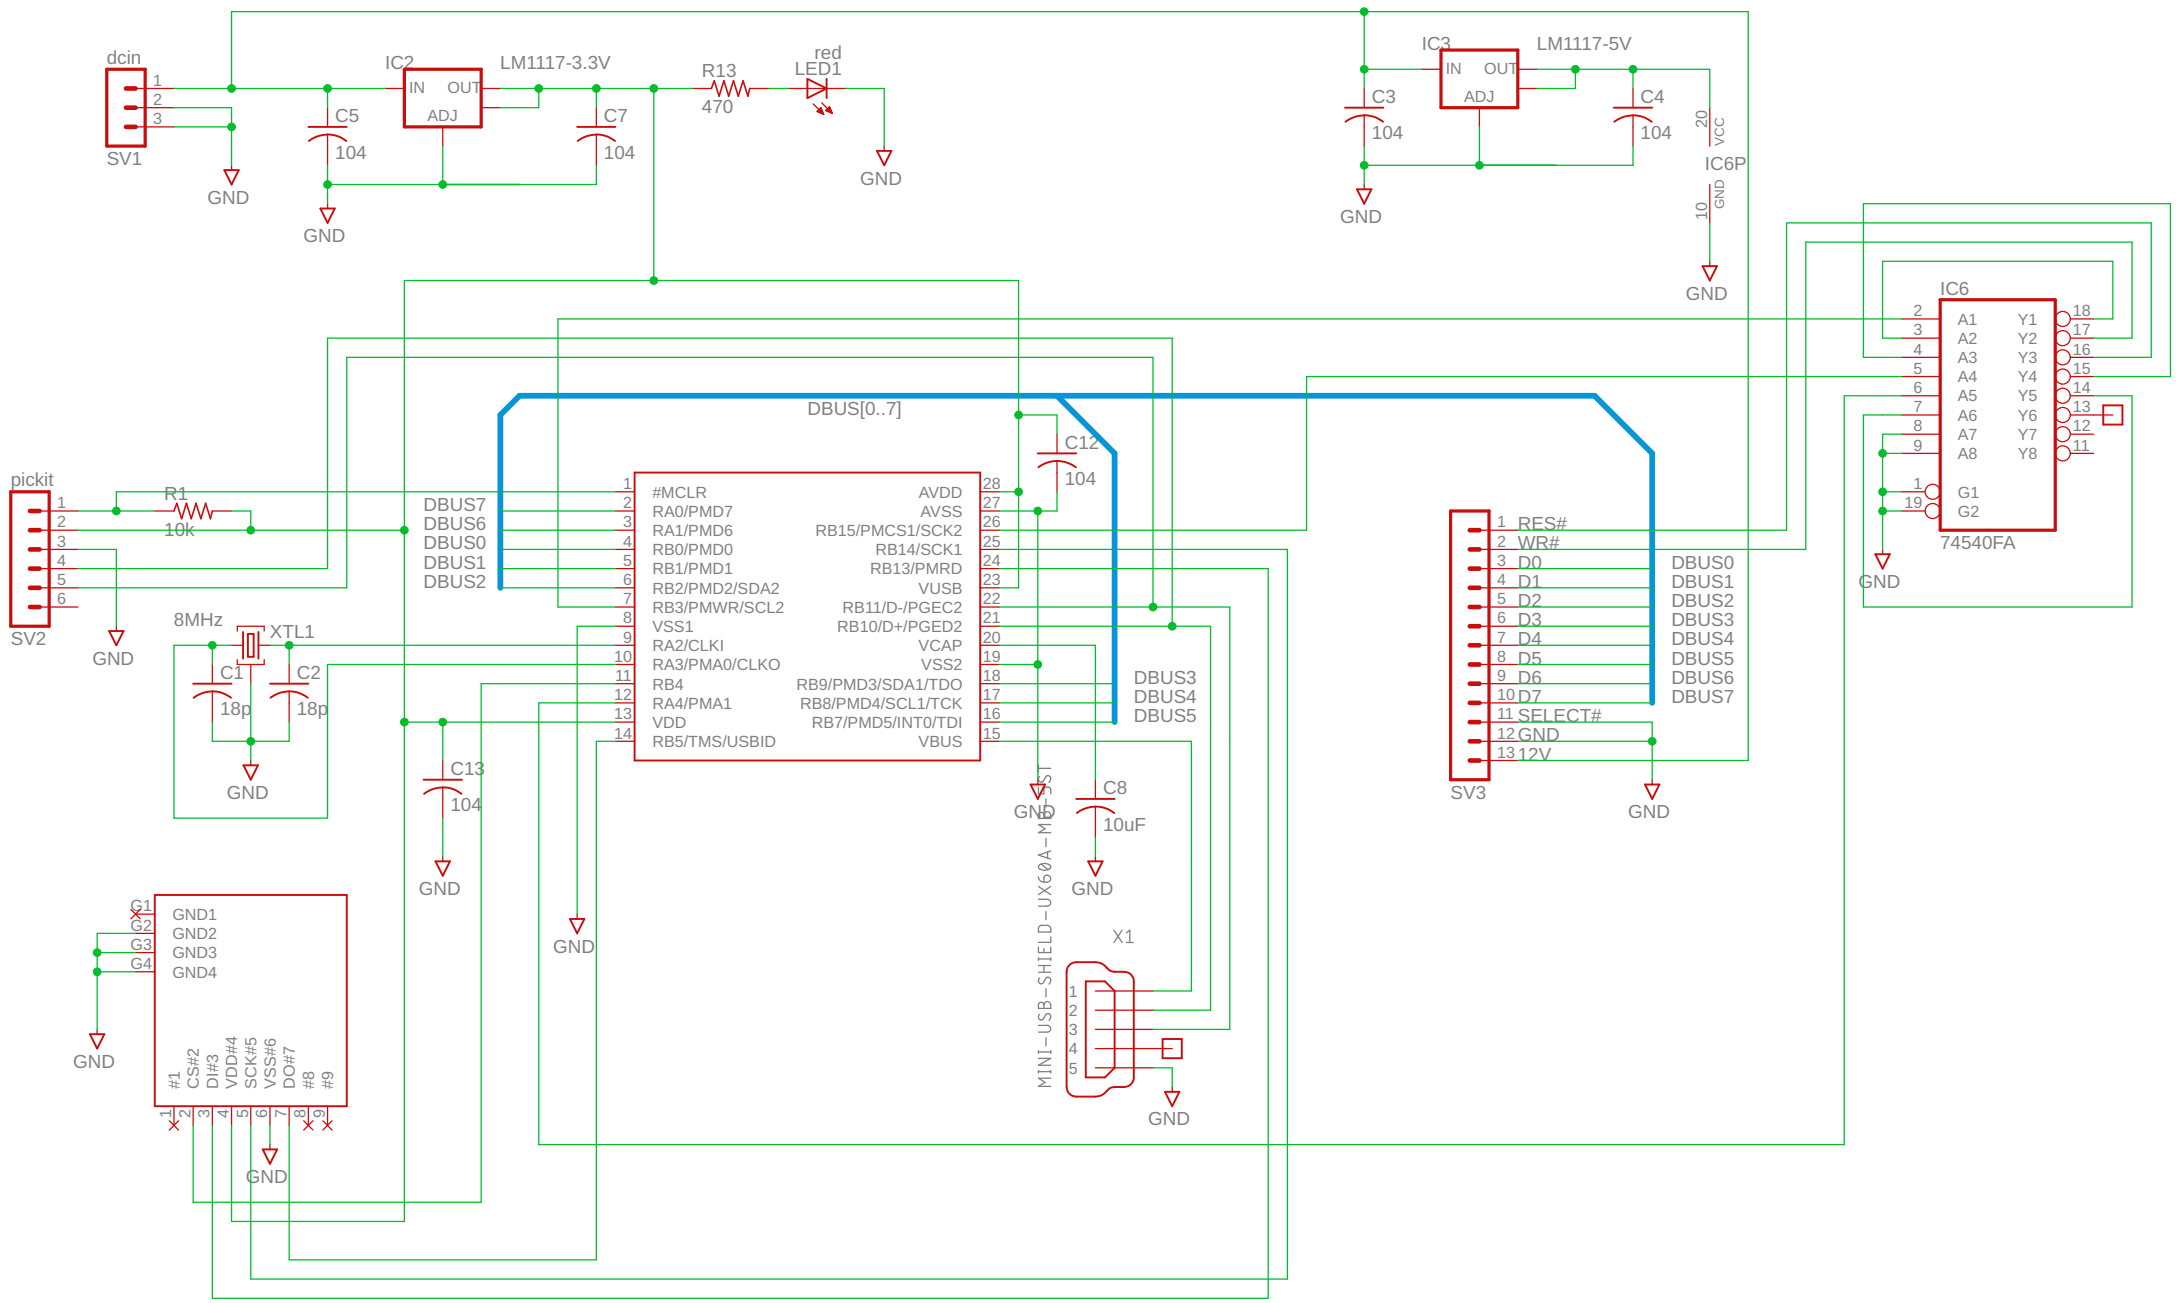 dcin
1
2
3
SV1
GND
IC2
LM1117-3.3V
IN
OUT
ADJ
C5
104
C7
104
GND
R13
470
red
LED1
GND
IC3
LM1117-5V
IN
OUT
ADJ
C3
104
C4
104
GND
20
VCC
IC6P
10
GND
GND
IC6
2 A1 Y1 18
3 A2 Y2 17
4 A3 Y3 16
5 A4 Y4 15
6 A5 Y5 14
7 A6 Y6 13
8 A7 Y7 12
9 A8 Y8 11
1 G1
19 G2
74540FA
GND
DBUS[0..7]
C12
104
pickit
1
2
3
4
5
6
SV2
GND
R1
10k
8MHz
XTL1
C1
18p
C2
18p
GND
DBUS7
DBUS6
DBUS0
DBUS1
DBUS2
1 #MCLR AVDD 28
2 RA0/PMD7 AVSS 27
3 RA1/PMD6 RB15/PMCS1/SCK2 26
4 RB0/PMD0 RB14/SCK1 25
5 RB1/PMD1 RB13/PMRD 24
6 RB2/PMD2/SDA2 VUSB 23
7 RB3/PMWR/SCL2 RB11/D-/PGEC2 22
8 VSS1 RB10/D+/PGED2 21
9 RA2/CLKI VCAP 20
10 RA3/PMA0/CLKO VSS2 19
11 RB4 RB9/PMD3/SDA1/TDO 18
12 RA4/PMA1 RB8/PMD4/SCL1/TCK 17
13 VDD RB7/PMD5/INT0/TDI 16
14 RB5/TMS/USBID VBUS 15
DBUS3
DBUS4
DBUS5
1 RES#
2 WR#
3 D0 DBUS0
4 D1 DBUS1
5 D2 DBUS2
6 D3 DBUS3
7 D4 DBUS4
8 D5 DBUS5
9 D6 DBUS6
10 D7 DBUS7
11 SELECT#
12 GND
13 12V
SV3
GND
C13
104
GND
GND
GND
C8
10uF
GND
X1
1
2
3
4
5
GND
G1 GND1
G2 GND2
G3 GND3
G4 GND4
GND
#1
CS#2
DI#3
VDD#4
SCK#5
VSS#6
DO#7
#8
#9
1
2
3
4
5
6
7
8
9
GND